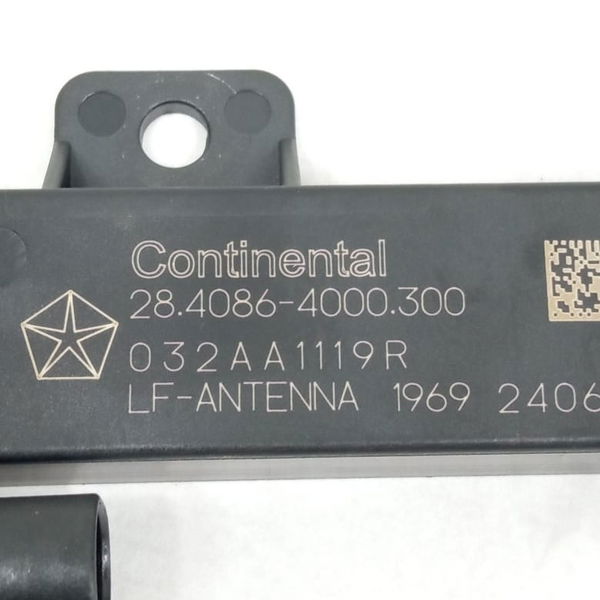 Continental
28.4086-4000.300
032AA1119R
LF-ANTENNA 1969 2406